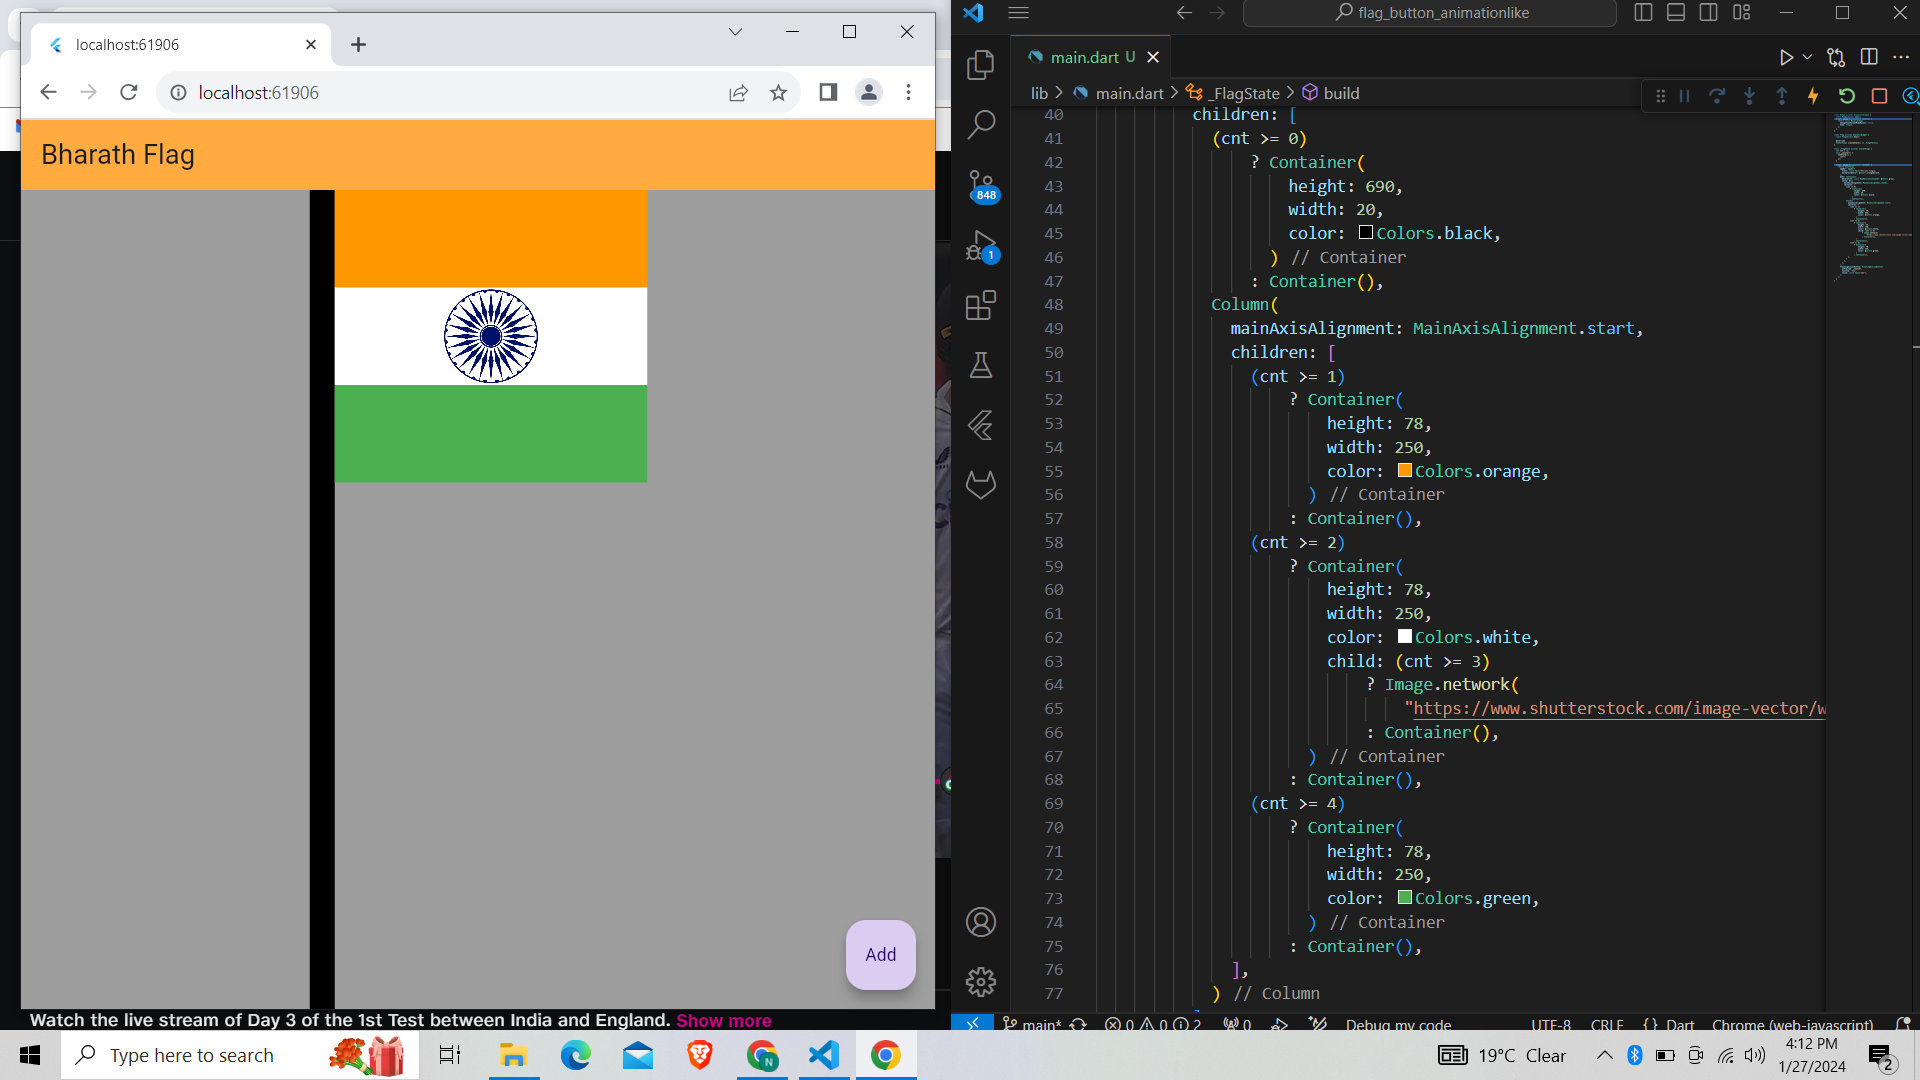 localhost:61906
localhost:61906
Bharath Flag
Add
Watch the live stream of Day 3 of the 1st Test between India and England. Show more
flag_button_animationlike
main.dart U
lib > main.dart > _FlagState > build
848
1
40 children: [
41 (cnt >= 0)
42 ? Container(
43 height: 690,
44 width: 20,
45 color: Colors.black,
46 ) // Container
47 : Container(),
48 Column(
49 mainAxisAlignment: MainAxisAlignment.start,
50 children: [
51 (cnt >= 1)
52 ? Container(
53 height: 78,
54 width: 250,
55 color: Colors.orange,
56 ) // Container
57 : Container(),
58 (cnt >= 2)
59 ? Container(
60 height: 78,
61 width: 250,
62 color: Colors.white,
63 child: (cnt >= 3)
64 ? Image.network(
65 "https://www.shutterstock.com/image-vector/w
66 : Container(),
67 ) // Container
68 : Container(),
69 (cnt >= 4)
70 ? Container(
71 height: 78,
72 width: 250,
73 color: Colors.green,
74 ) // Container
75 : Container(),
76 ],
77 ) // Column
main* 0 0 2 0 Debug my code UTF-8 CRLF {} Dart Chrome (web-javascript)
Type here to search
N
19°C Clear
4:12 PM
1/27/2024
2